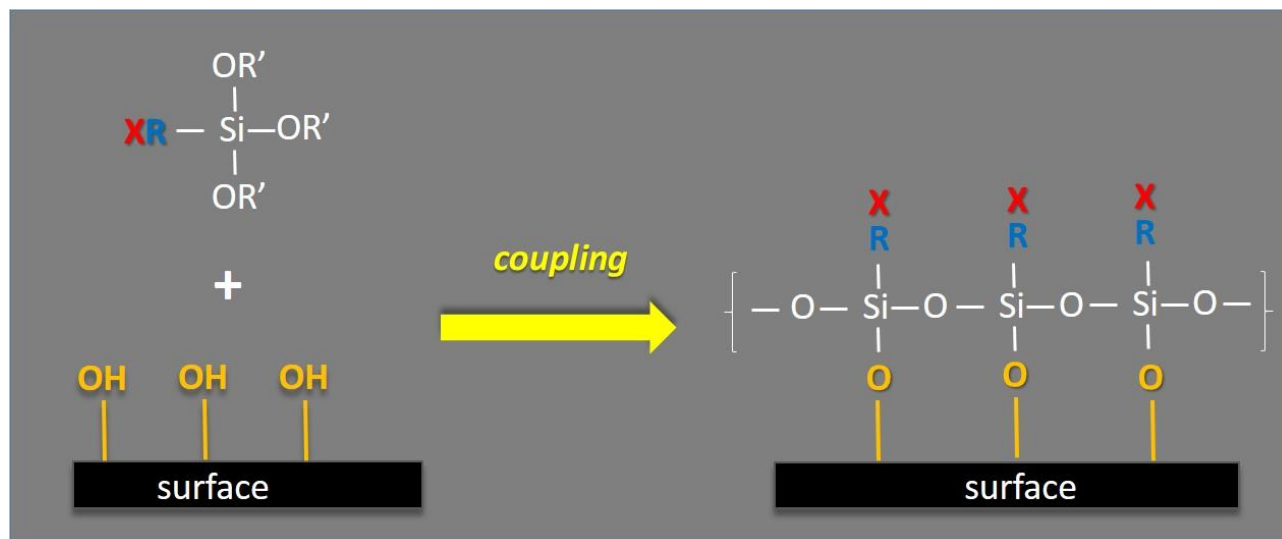 OR’
XR — Si —OR’
OR’
+
OH OH OH
surface
coupling
X X X
R R R
— O — Si —O — Si —O — Si —O —
O O O
surface